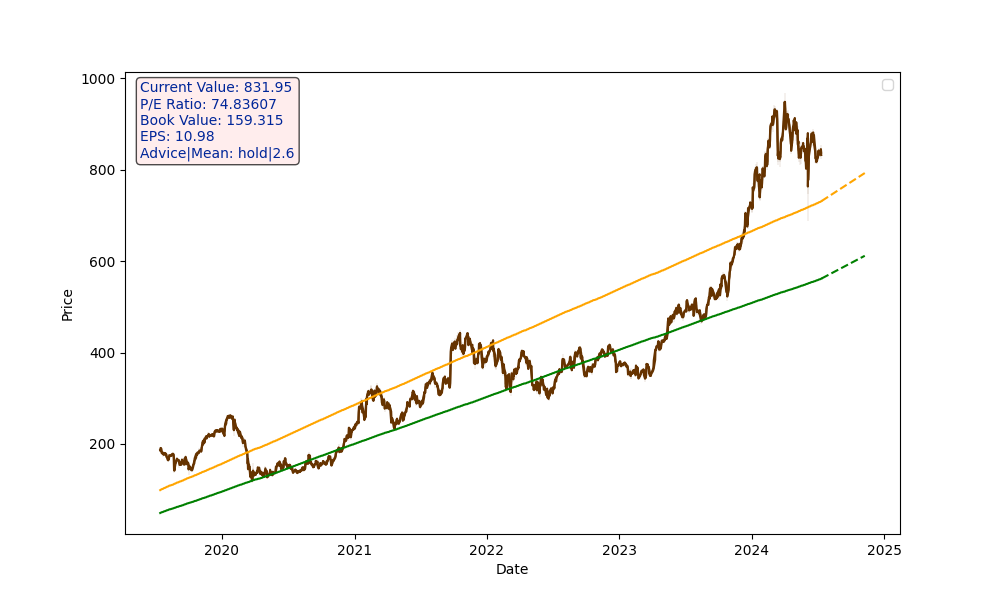 Current Value: 831.95
P/E Ratio: 74.83607
Book Value: 159.315
EPS: 10.98
Advice|Mean: hold|2.6
1000
800
600
400
200
Price
2020 2021 2022 2023 2024 2025
Date